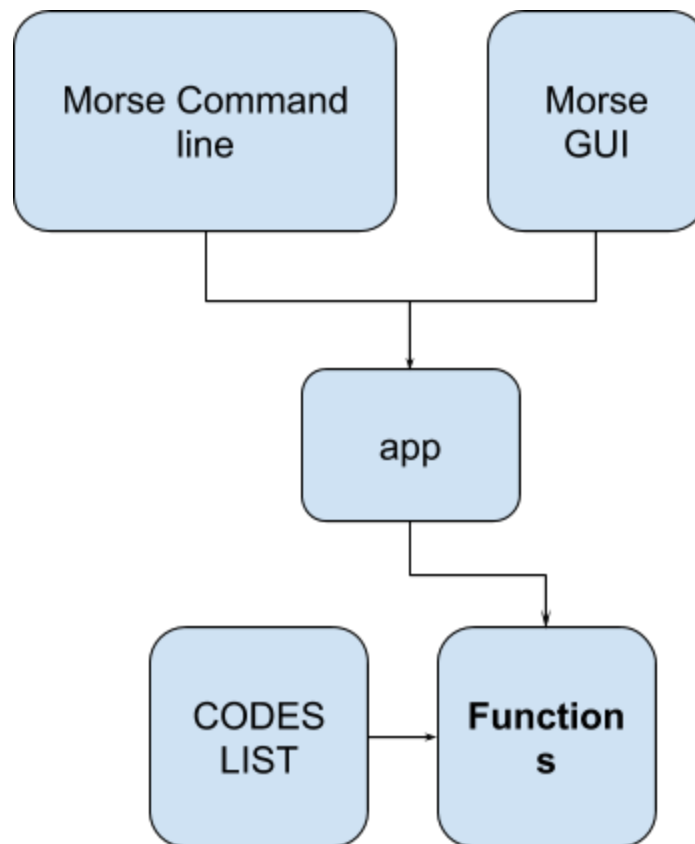 Morse Command
line
Morse
GUI
app
CODES
LIST
Function
s